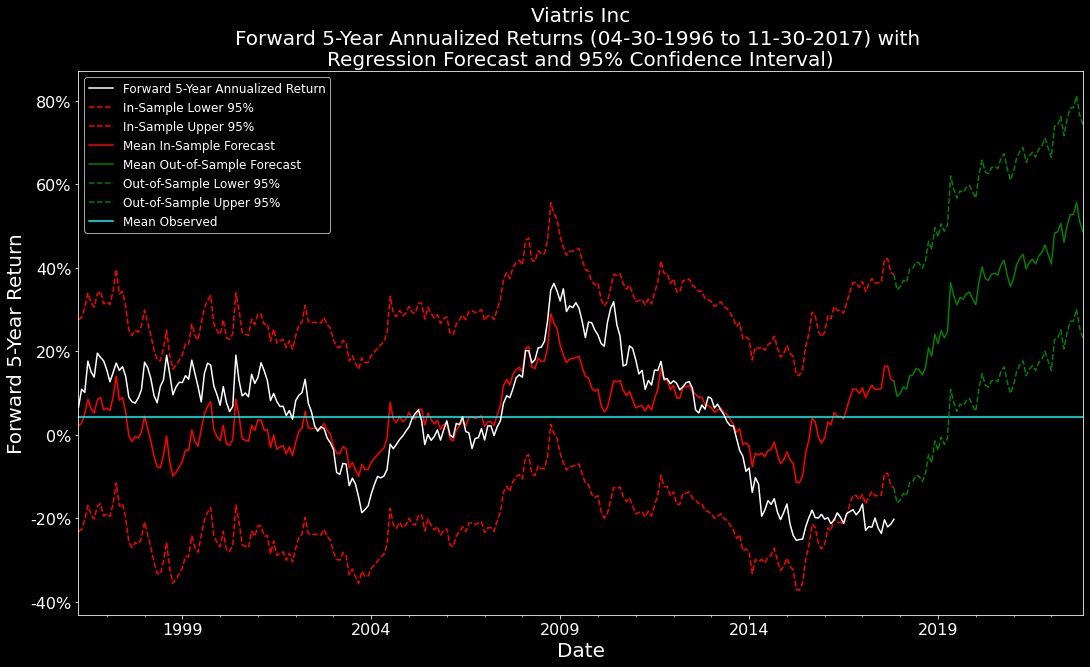 Viatris Inc
Forward 5-Year Annualized Returns (04-30-1996 to 11-30-2017) with
Regression Forecast and 95% Confidence Interval)
Forward 5-Year Annualized Return
In-Sample Lower 95%
In-Sample Upper 95%
Mean In-Sample Forecast
Mean Out-of-Sample Forecast
Out-of-Sample Lower 95%
Out-of-Sample Upper 95%
Mean Observed
Forward 5-Year Return
80%
60%
40%
20%
0%
-20%
-40%
1999
2004
2009
2014
2019
Date